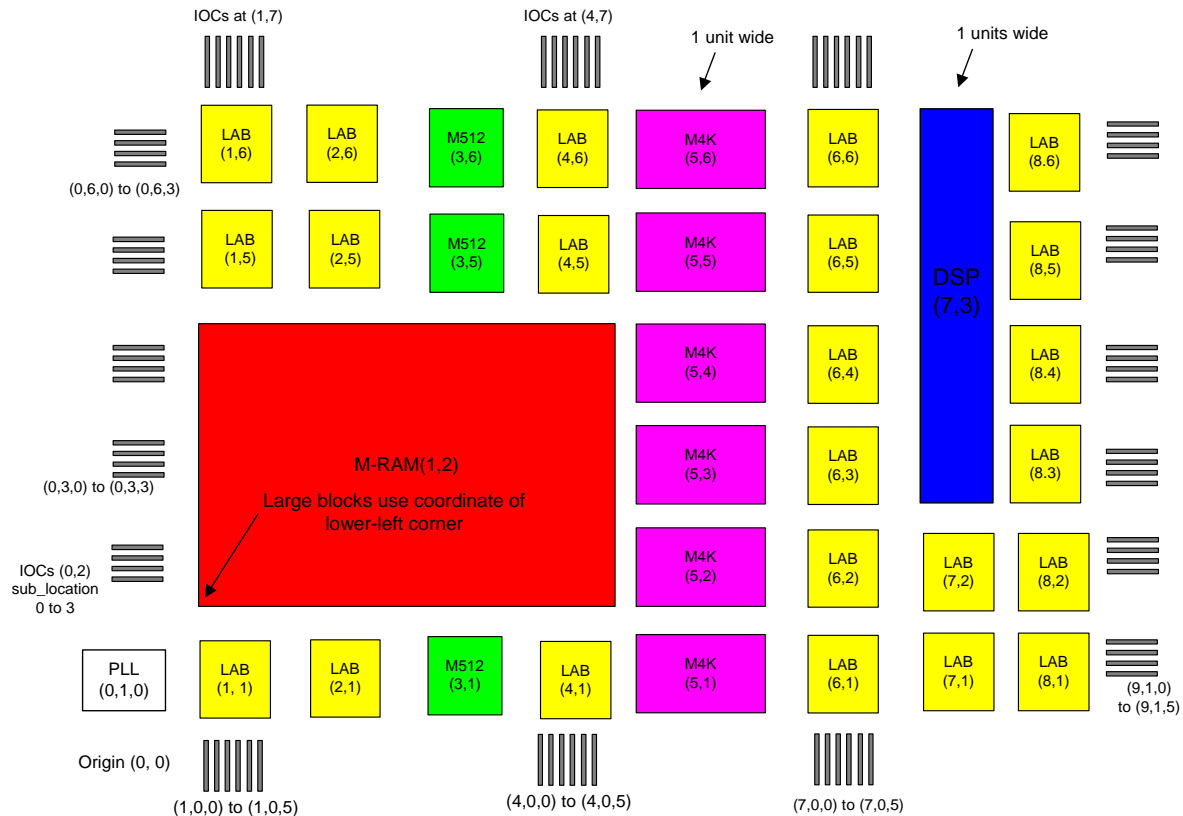 IOCs at (1,7)
IOCs at (4,7)
1 unit wide
1 units wide
LAB
(1,6)
LAB
(2,6)
M512
(3,6)
LAB
(4,6)
M4K
(5,6)
LAB
(6,6)
LAB
(8.6)
(0,6,0) to (0,6,3)
LAB
(1,5)
LAB
(2,5)
M512
(3,5)
LAB
(4,5)
M4K
(5,5)
LAB
(6,5)
DSP
(7,3)
LAB
(8,5)
M4K
(5,4)
LAB
(6,4)
LAB
(8.4)
M-RAM(1,2)
Large blocks use coordinate of
lower-left corner
M4K
(5,3)
LAB
(6,3)
LAB
(8.3)
(0,3,0) to (0,3,3)
IOCs (0,2)
sub_location
0 to 3
M4K
(5,2)
LAB
(6,2)
LAB
(7,2)
LAB
(8,2)
PLL
(0,1,0)
LAB
(1, 1)
LAB
(2,1)
M512
(3,1)
LAB
(4,1)
M4K
(5,1)
LAB
(6,1)
LAB
(7,1)
LAB
(8,1)
(9,1,0)
to (9,1,5)
Origin (0, 0)
(1,0,0) to (1,0,5)
(4,0,0) to (4,0,5)
(7,0,0) to (7,0,5)